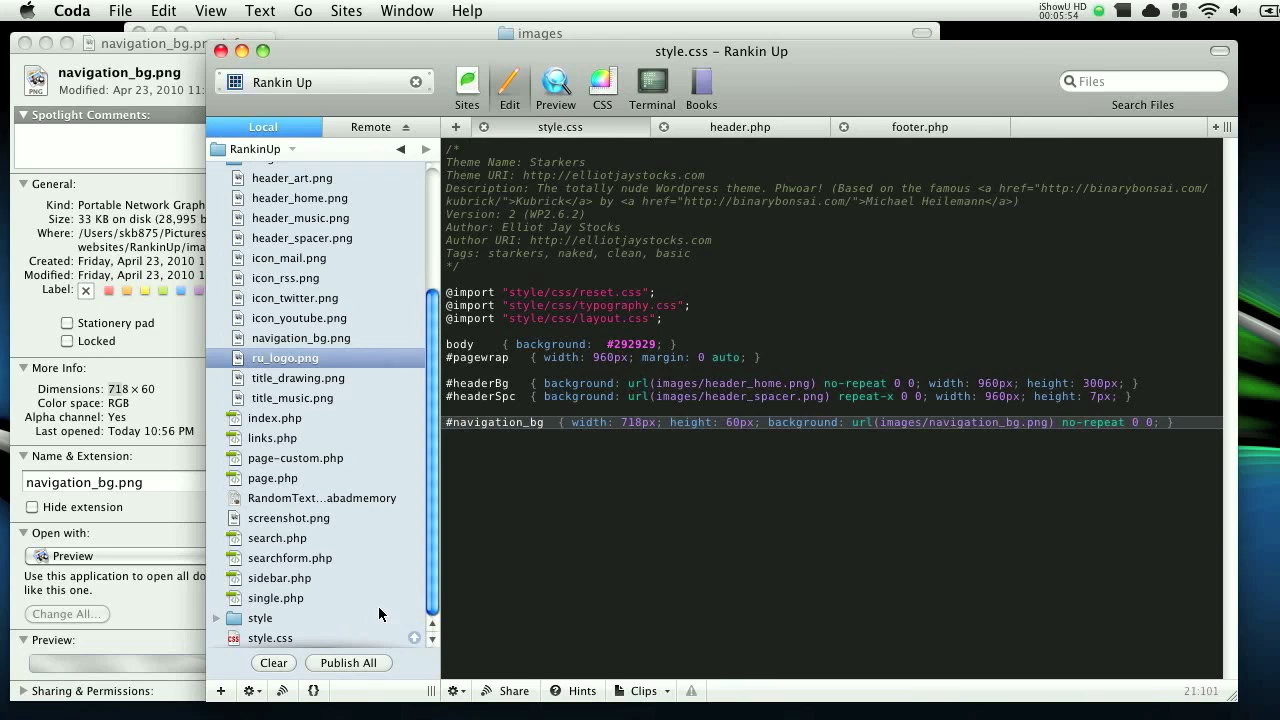 Coda File Edit View Text Go Sites Window Help
iShowU HD
00:05:54
images
navigation_bg.pn
style.css – Rankin Up
navigation_bg.png
Modified: Apr 23, 2010 11:
Spotlight Comments:
General:
Kind: Portable Network Graph
Size: 33 KB on disk (28,995 b
Where: /Users/skb875/Pictures
websites/RankinUp/ima
Created: Friday, April 23, 2010
Modified: Friday, April 23, 2010
Label:
Stationery pad
Locked
More Info:
Dimensions: 718 × 60
Color space: RGB
Alpha channel: Yes
Last opened: Today 10:56 PM
Name & Extension:
navigation_bg.png
Hide extension
Open with:
Preview
Use this application to open all do
like this one.
Change All...
Preview:
Sharing & Permissions:
Rankin Up
Sites Edit Preview CSS Terminal Books
Files
Search Files
Local Remote
RankinUp
header_art.png
header_home.png
header_music.png
header_spacer.png
icon_mail.png
icon_rss.png
icon_twitter.png
icon_youtube.png
navigation_bg.png
ru_logo.png
title_drawing.png
title_music.png
index.php
links.php
page-custom.php
page.php
RandomText...abadmemory
screenshot.png
search.php
searchform.php
sidebar.php
single.php
style
style.css
Clear Publish All
style.css header.php footer.php
/*
Theme Name: Starkers
Theme URI: http://elliotjaystocks.com
Description: The totally nude Wordpress theme. Phwoar! (Based on the famous <a href="http://binarybonsai.com/
kubrick/">Kubrick</a> by <a href="http://binarybonsai.com/">Michael Heilemann</a>)
Version: 2 (WP2.6.2)
Author: Elliot Jay Stocks
Author URI: http://elliotjaystocks.com
Tags: starkers, naked, clean, basic
*/
@import "style/css/reset.css";
@import "style/css/typography.css";
@import "style/css/layout.css";
body { background: #292929; }
#pagewrap { width: 960px; margin: 0 auto; }
#headerBg { background: url(images/header_home.png) no-repeat 0 0; width: 960px; height: 300px; }
#headerSpc { background: url(images/header_spacer.png) repeat-x 0 0; width: 960px; height: 7px; }
#navigation_bg { width: 718px; height: 60px; background: url(images/navigation_bg.png) no-repeat 0 0; }
Share Hints Clips
21:101